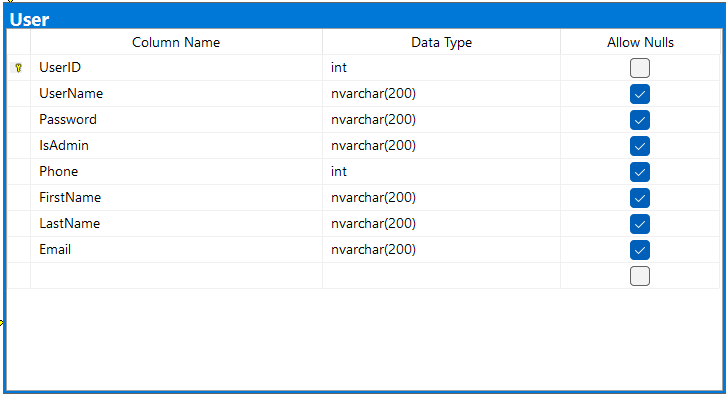 User
Column Name Data Type Allow Nulls
UserID int
UserName nvarchar(200)
Password nvarchar(200)
IsAdmin nvarchar(200)
Phone int
FirstName nvarchar(200)
LastName nvarchar(200)
Email nvarchar(200)